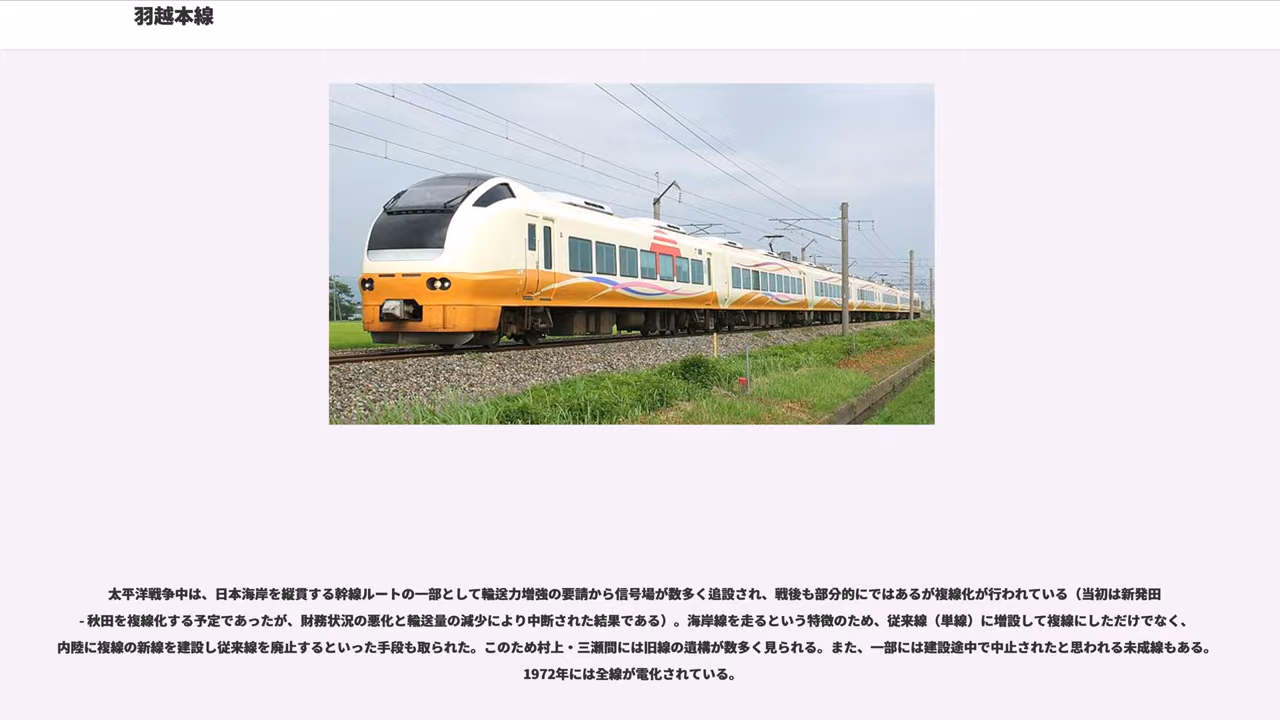 羽越本線
太平洋戦争中は、日本海岸を縦貫する幹線ルートの一部として輪送力増強の要請から信号場が数多く追設され、戦後も部分的にではあるが複線化が行われている（当初は新発田
- 秋田を複線化する予定であったが、財務状況の悪化と輪送量の減少により中断された結果である）。海岸線を走るという特徴のため、従来線（単線）に増設して複線にしただけでなく、
内陸に複線の新線を建設し従来線を廃止するといった手段も取られた。このため村上・三瀬間には旧線の遺構が数多く見られる。また、一部には建設途中で中止されたと思われる未成線もある。
1972年には全線が電化されている。